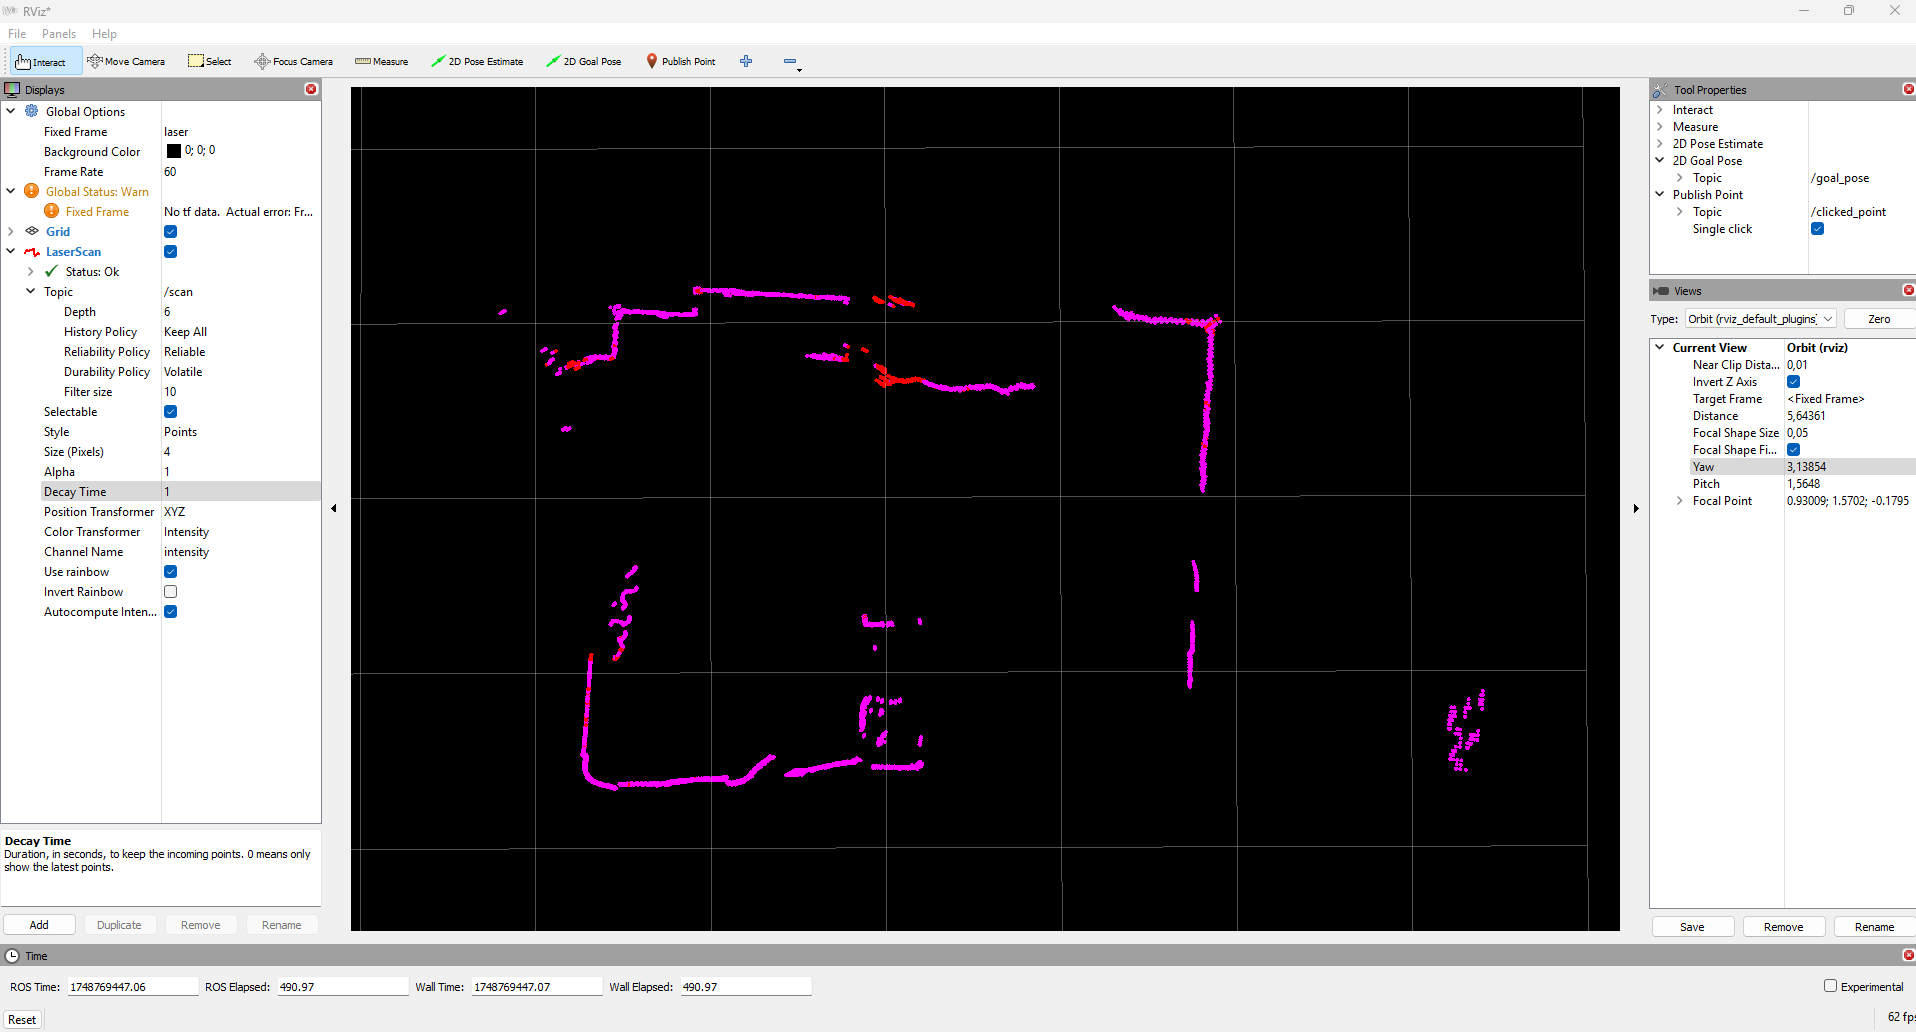 RViz*
File Panels Help
Interact Move Camera Select Focus Camera Measure 2D Pose Estimate 2D Goal Pose Publish Point
Displays
Global Options
Fixed Frame laser
Background Color 0; 0; 0
Frame Rate 60
Global Status: Warn
Fixed Frame No tf data. Actual error: Fr...
Grid
LaserScan
Status: Ok
Topic /scan
Depth 6
History Policy Keep All
Reliability Policy Reliable
Durability Policy Volatile
Filter size 10
Selectable
Style Points
Size (Pixels) 4
Alpha 1
Decay Time 1
Position Transformer XYZ
Color Transformer Intensity
Channel Name intensity
Use rainbow
Invert Rainbow
Autocompute Inten...
Decay Time
Duration, in seconds, to keep the incoming points. 0 means only
show the latest points.
Add Duplicate Remove Rename
Tool Properties
Interact
Measure
2D Pose Estimate
2D Goal Pose
Topic /goal_pose
Publish Point
Topic /clicked_point
Single click
Views
Type: Orbit (rviz_default_plugins) Zero
Current View Orbit (rviz)
Near Clip Dista... 0,01
Invert Z Axis
Target Frame <Fixed Frame>
Distance 5,64361
Focal Shape Size 0,05
Focal Shape Fi...
Yaw 3,13854
Pitch 1,5648
Focal Point 0.93009; 1.5702; -0.1795
Save Remove Rename
Time
ROS Time: 1748769447.06 ROS Elapsed: 490.97 Wall Time: 1748769447.07 Wall Elapsed: 490.97 Experimental
Reset 62 fps